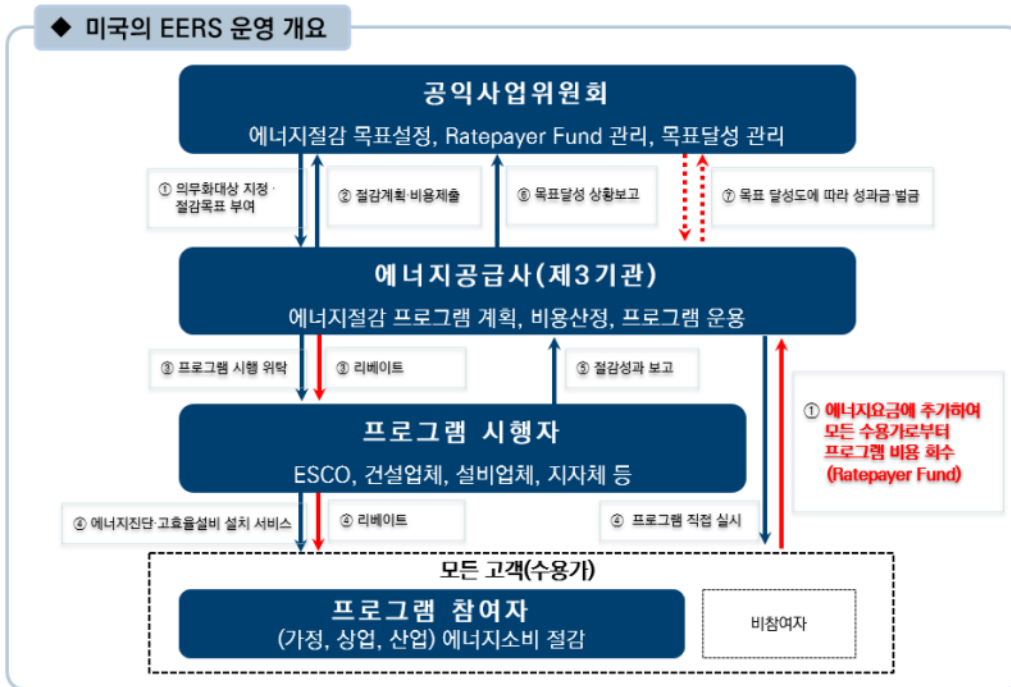 ◆ 미국의 EERS 운영 개요
공익사업위원회
에너지절감 목표설정, Ratepayer Fund 관리, 목표달성 관리
① 의무화대상 지정·
절감목표 부여
② 절감계획·비용제출
⑥ 목표달성 상황보고
⑦ 목표 달성도에 따라 성과금·벌금
에너지공급사(제3기관)
에너지절감 프로그램 계획, 비용산정, 프로그램 운용
③ 프로그램 시행 위탁
③ 리베이트
⑤ 절감성과 보고
① 에너지요금에 추가하여
모든 수용가로부터
프로그램 비용 회수
(Ratepayer Fund)
프로그램 시행자
ESCO, 건설업체, 설비업체, 지자체 등
④ 에너지진단·고효율설비 설치 서비스
④ 리베이트
④ 프로그램 직접 실시
모든 고객(수용가)
프로그램 참여자
(가정, 상업, 산업) 에너지소비 절감
비참여자